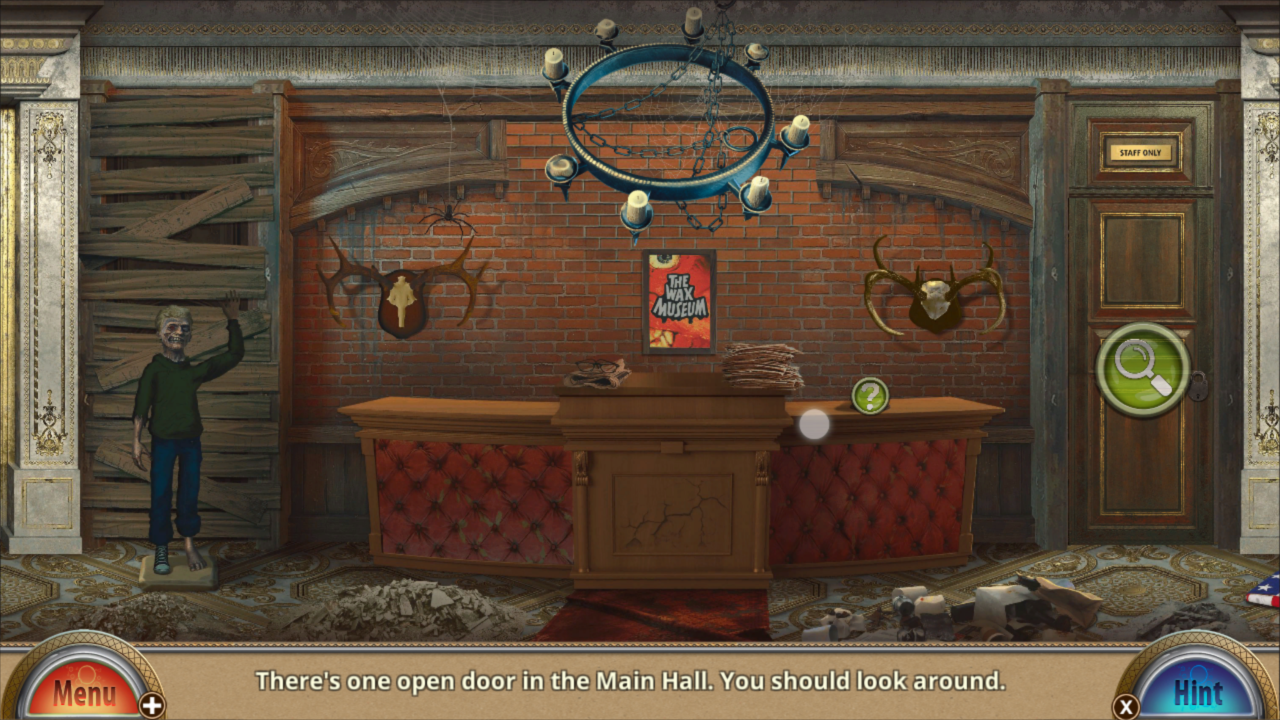 STAFF ONLY
THE
WAX
MUSEUM
?
There's one open door in the Main Hall. You should look around.
Menu
+
X
Hint